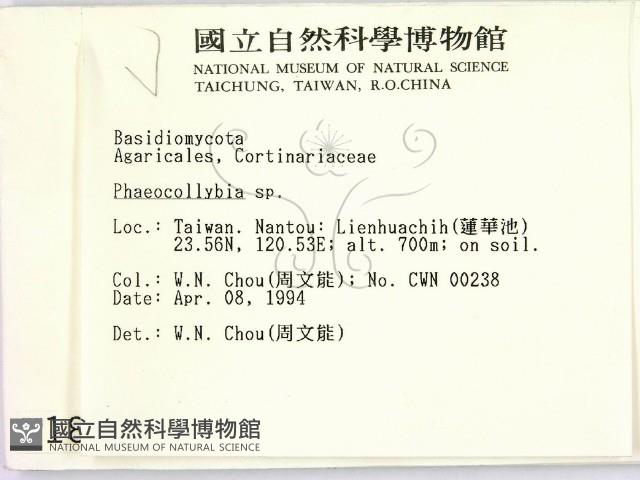 國立自然科學博物館
NATIONAL MUSEUM OF NATURAL SCIENCE
TAICHUNG, TAIWAN, R.O.CHINA
Basidiomycota
Agaricales, Cortinariaceae
Phaeocollybia sp.
Loc.: Taiwan. Nantou: Lienhuachih(蓮華池)
23.56N, 120.53E; alt. 700m; on soil.
Col.: W.N. Chou(周文能); No. CWN 00238
Date: Apr. 08, 1994
Det.: W.N. Chou(周文能)
國立自然科學博物館
NATIONAL MUSEUM OF NATURAL SCIENCE